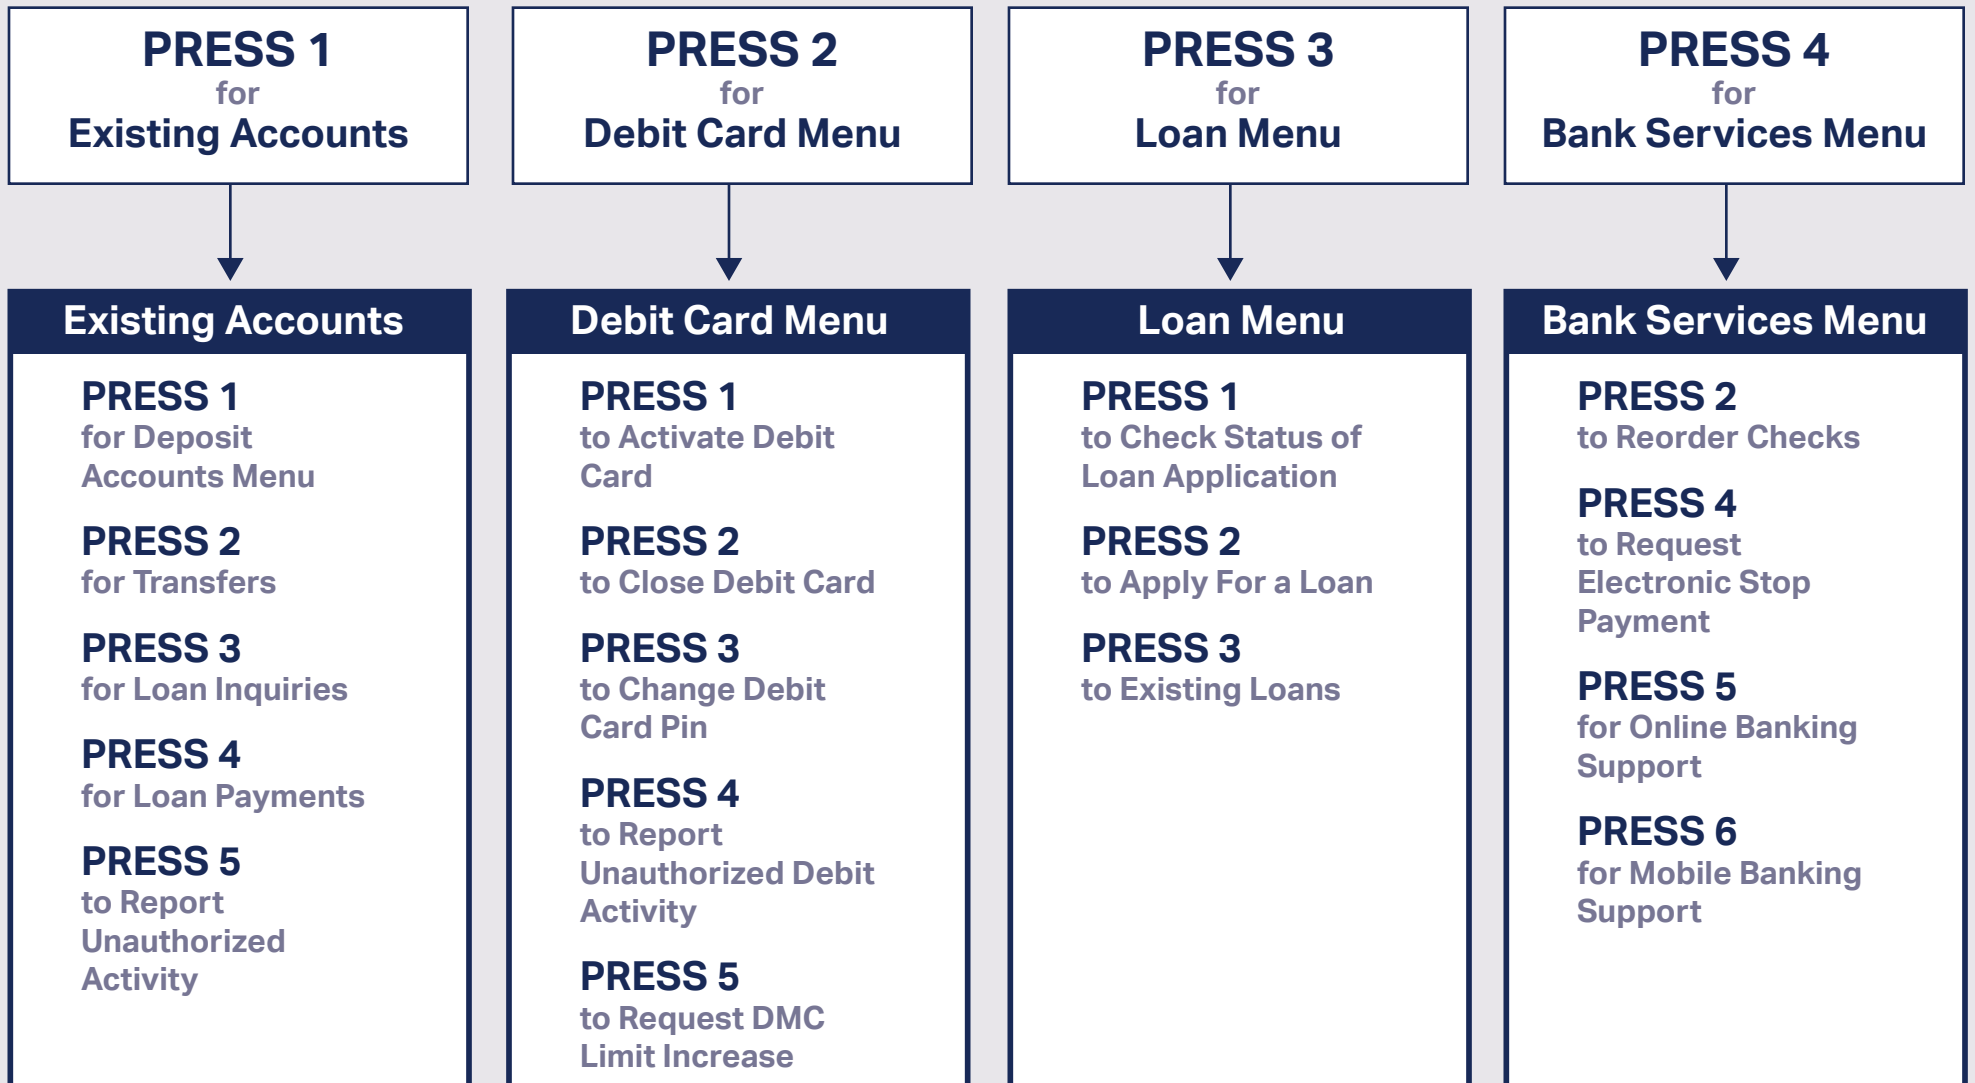 PRESS 1
for
Existing Accounts
PRESS 2
for
Debit Card Menu
PRESS 3
for
Loan Menu
PRESS 4
for
Bank Services Menu
Existing Accounts
PRESS 1
for Deposit
Accounts Menu
PRESS 2
for Transfers
PRESS 3
for Loan Inquiries
PRESS 4
for Loan Payments
PRESS 5
to Report
Unauthorized
Activity
Debit Card Menu
PRESS 1
to Activate Debit
Card
PRESS 2
to Close Debit Card
PRESS 3
to Change Debit
Card Pin
PRESS 4
to Report
Unauthorized Debit
Activity
PRESS 5
to Request DMC
Limit Increase
Loan Menu
PRESS 1
to Check Status of
Loan Application
PRESS 2
to Apply For a Loan
PRESS 3
to Existing Loans
Bank Services Menu
PRESS 2
to Reorder Checks
PRESS 4
to Request
Electronic Stop
Payment
PRESS 5
for Online Banking
Support
PRESS 6
for Mobile Banking
Support